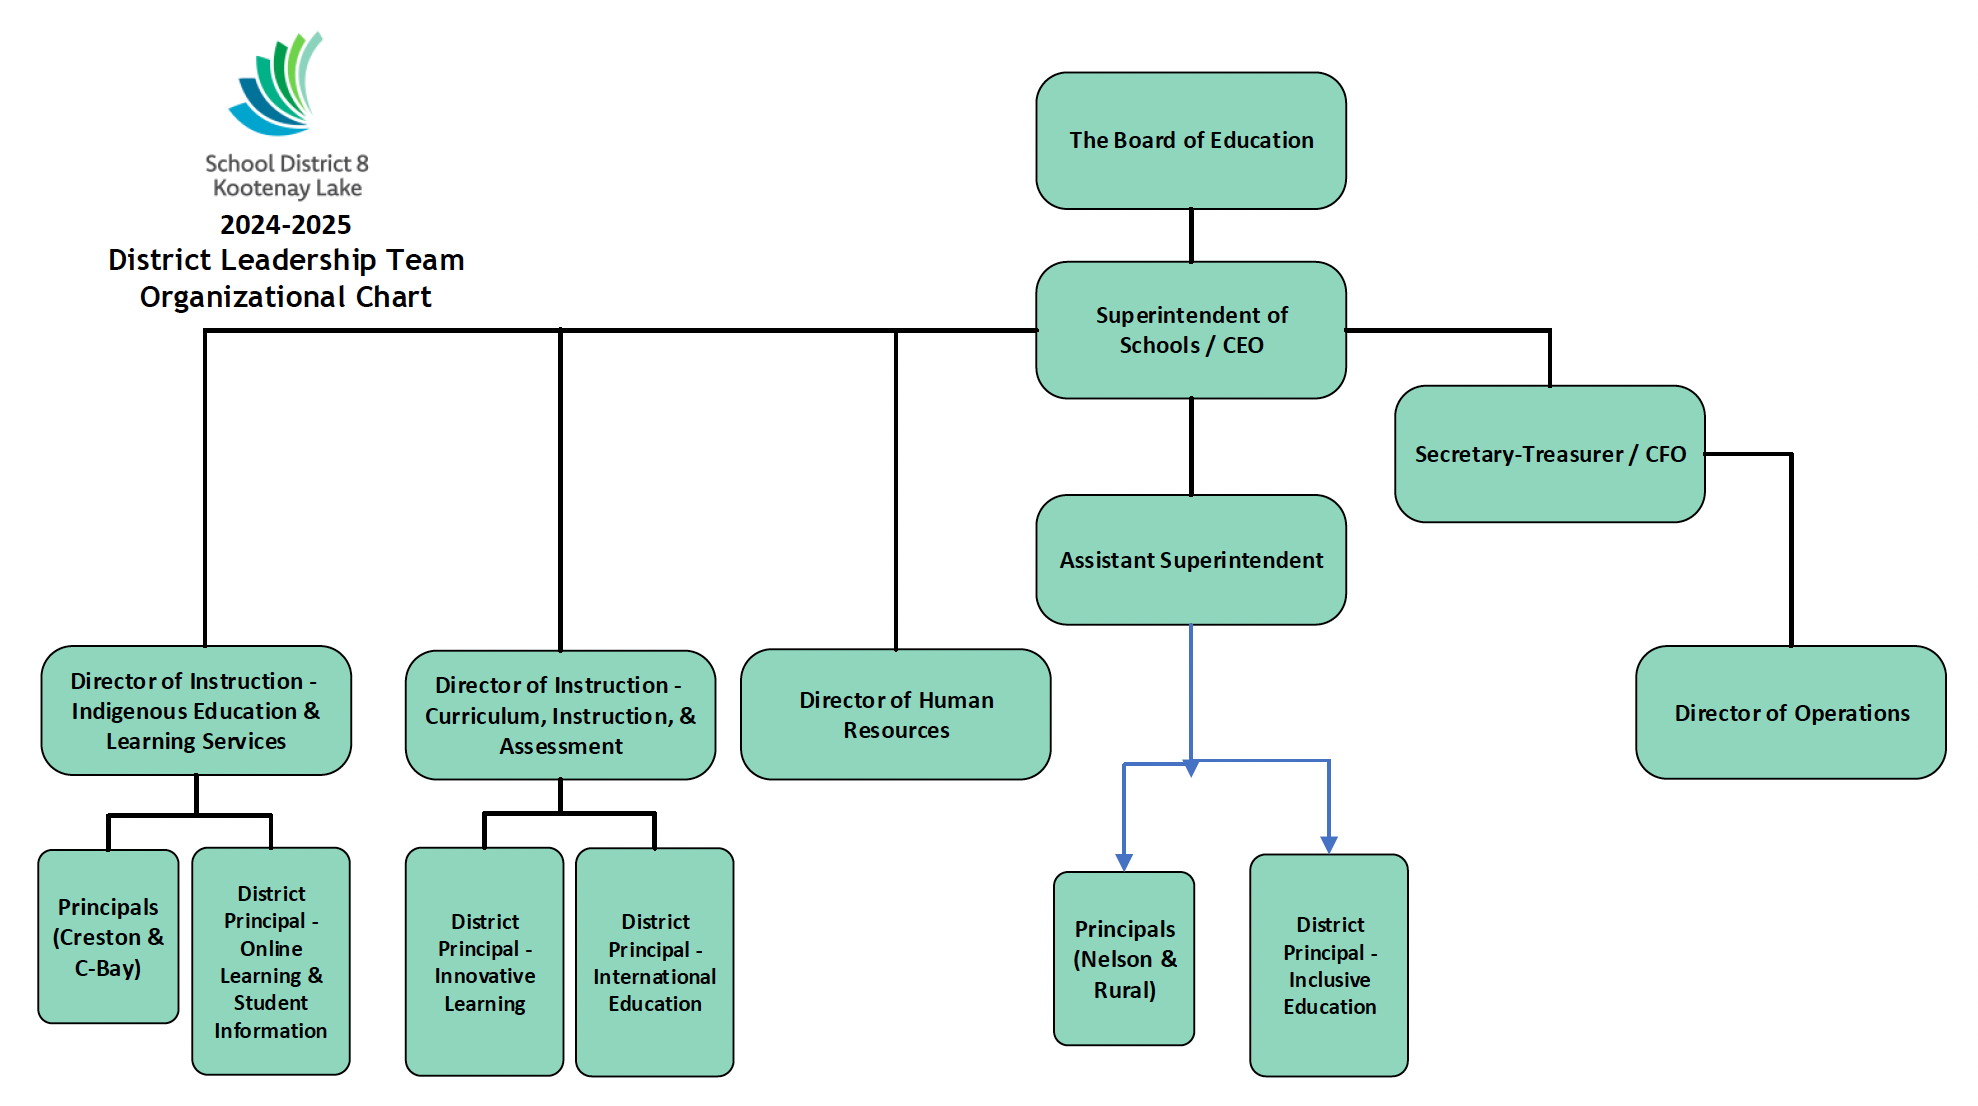 School District 8
Kootenay Lake
2024-2025
District Leadership Team
Organizational Chart
The Board of Education
Superintendent of
Schools / CEO
Secretary-Treasurer / CFO
Assistant Superintendent
Director of Instruction -
Indigenous Education &
Learning Services
Director of Instruction -
Curriculum, Instruction, &
Assessment
Director of Human
Resources
Director of Operations
Principals
(Creston &
C-Bay)
District
Principal -
Online
Learning &
Student
Information
District
Principal -
Innovative
Learning
District
Principal -
International
Education
Principals
(Nelson &
Rural)
District
Principal -
Inclusive
Education